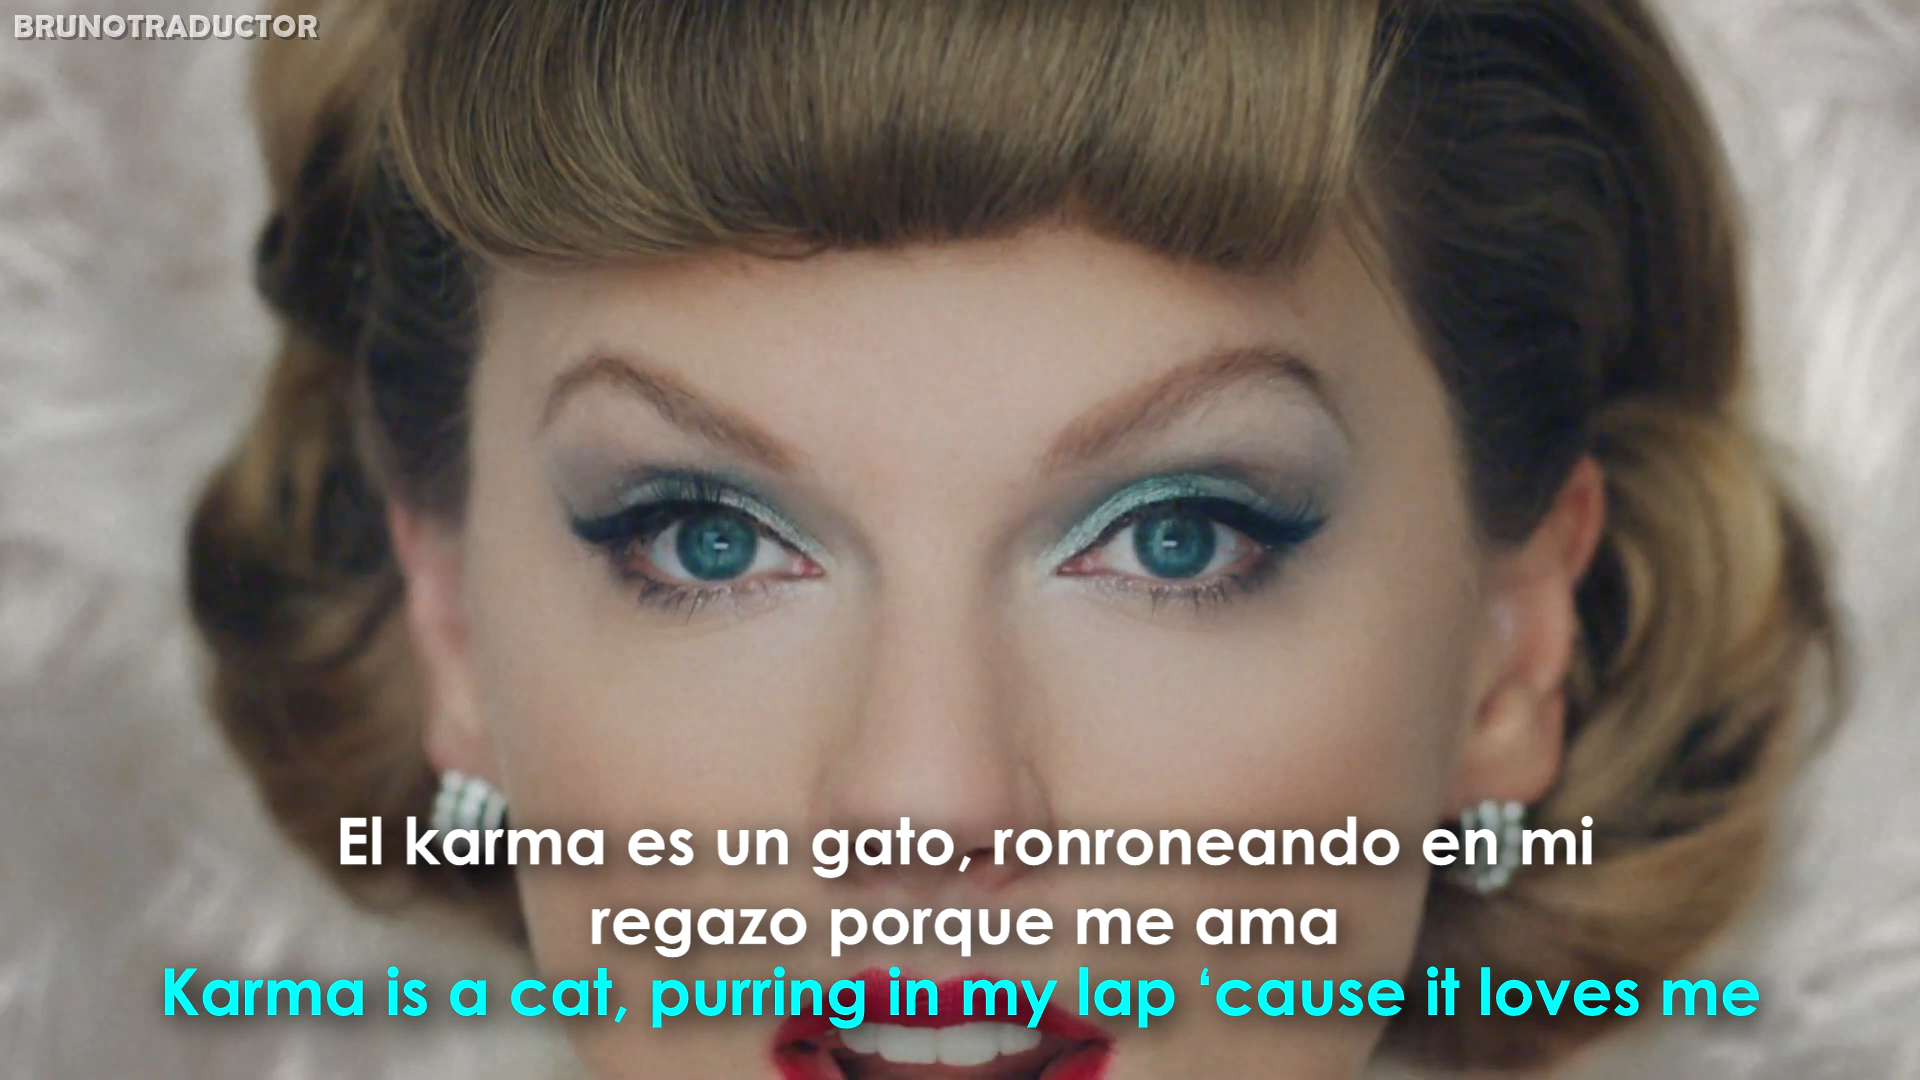 BRUNOTRADUCTOR
El karma es un gato, ronroneando en mi
regazo porque me ama
Karma is a cat, purring in my lap ‘cause it loves me